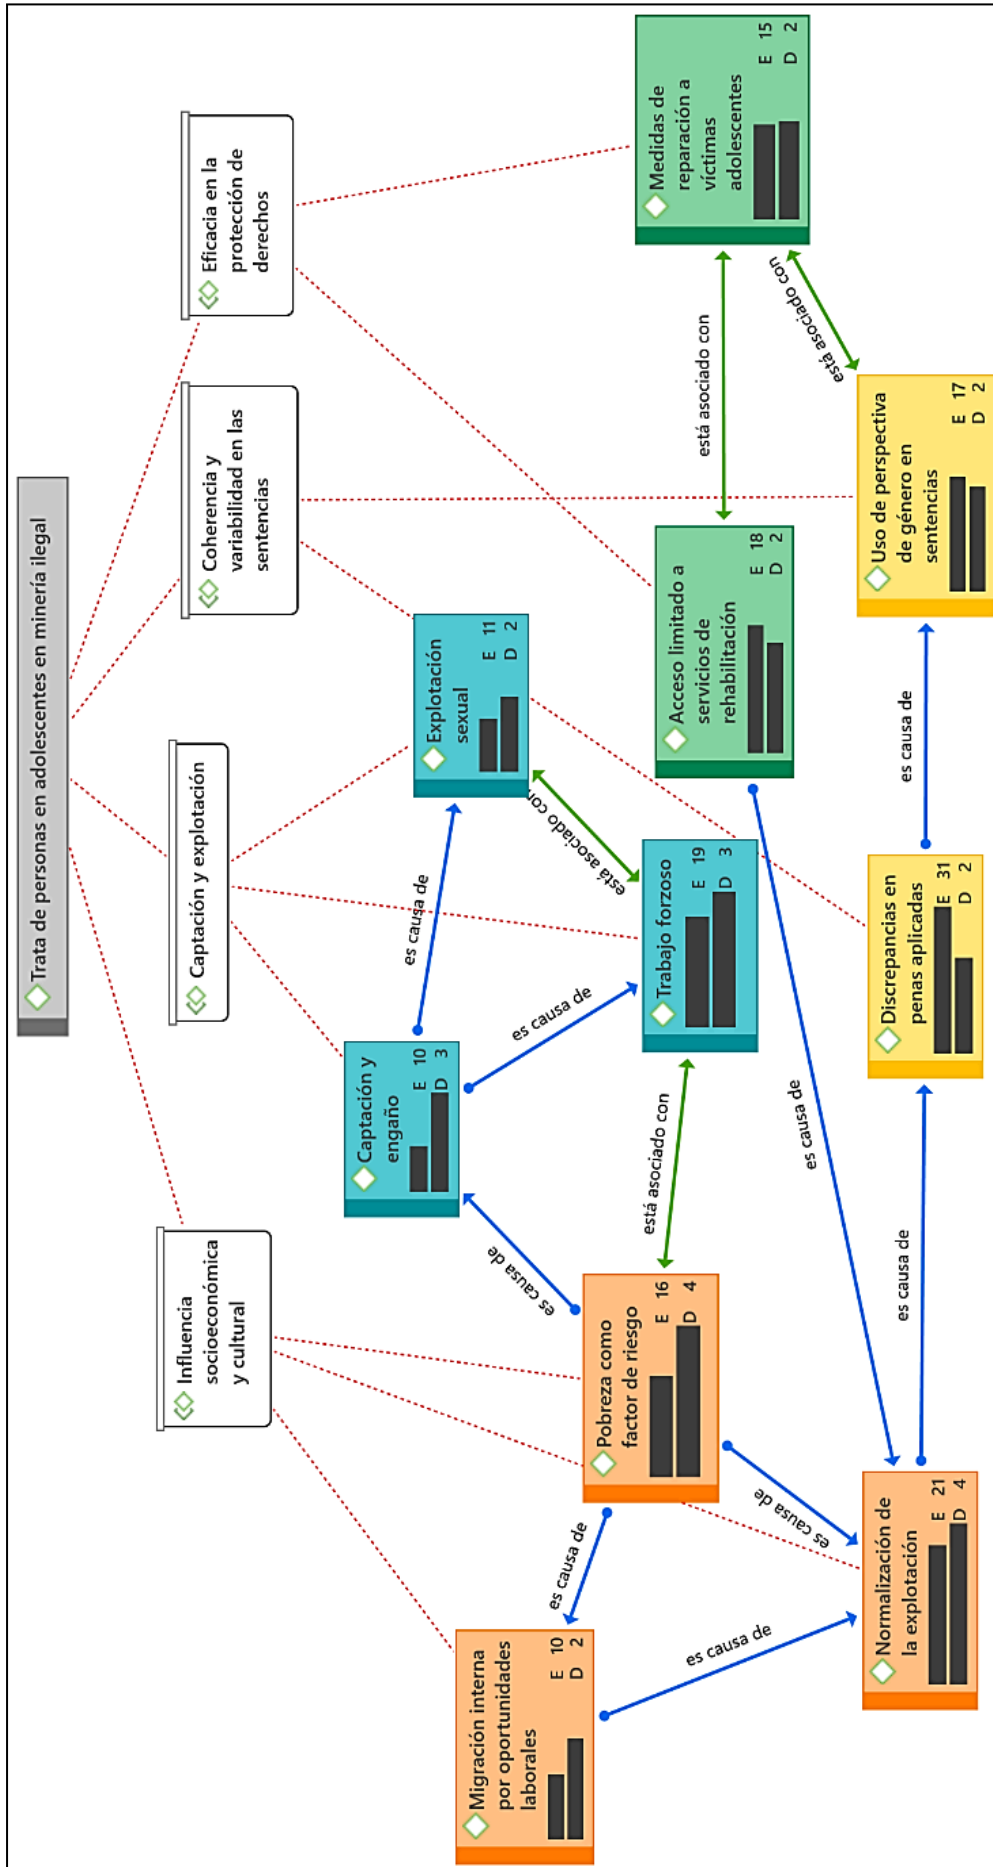 Trata de personas en adolescentes en minería ilegal
Influencia
socioeconómica
y cultural
Captación y explotación
Coherencia y
variabilidad en las
sentencias
Eficacia en la
protección de
derechos
Captación y
engaño
E 10
D 3
es causa de
Explotación
sexual
E 11
D 2
Migración interna
por oportunidades
laborales
E 10
D 2
es causa de
es causa de
Pobreza como
factor de riesgo
E 16
D 4
está asociado con
es causa de
Trabajo forzoso
E 19
D 3
está asociado con
Acceso limitado a
servicios de
rehabilitación
E 18
D 2
está asociado con
Medidas de
reparación a
víctimas
adolescentes
E 15
D 2
es causa de
es causa de
es causa de
está asociado con
Normalización de
la explotación
E 21
D 4
es causa de
Discrepancias en
penas aplicadas
E 31
D 2
es causa de
Uso de perspectiva
de género en
sentencias
E 17
D 2